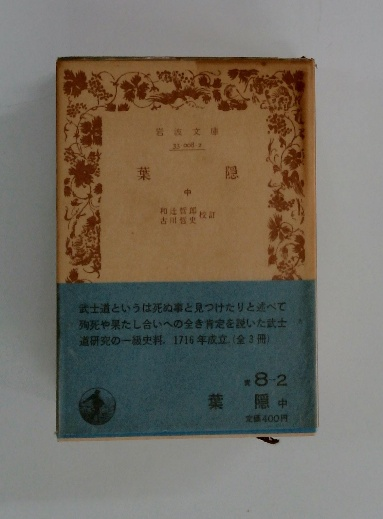 岩波文庫
葉隠
中
和辻哲郎
古川哲史 校訂
武士道というは死ぬ事と見つけたりと述べて
殉死や果たし合いへの全き肯定を説いた武士
道研究の一級史料。1716年成立。(全3冊)
青 8-2
葉隠 中
定価400円